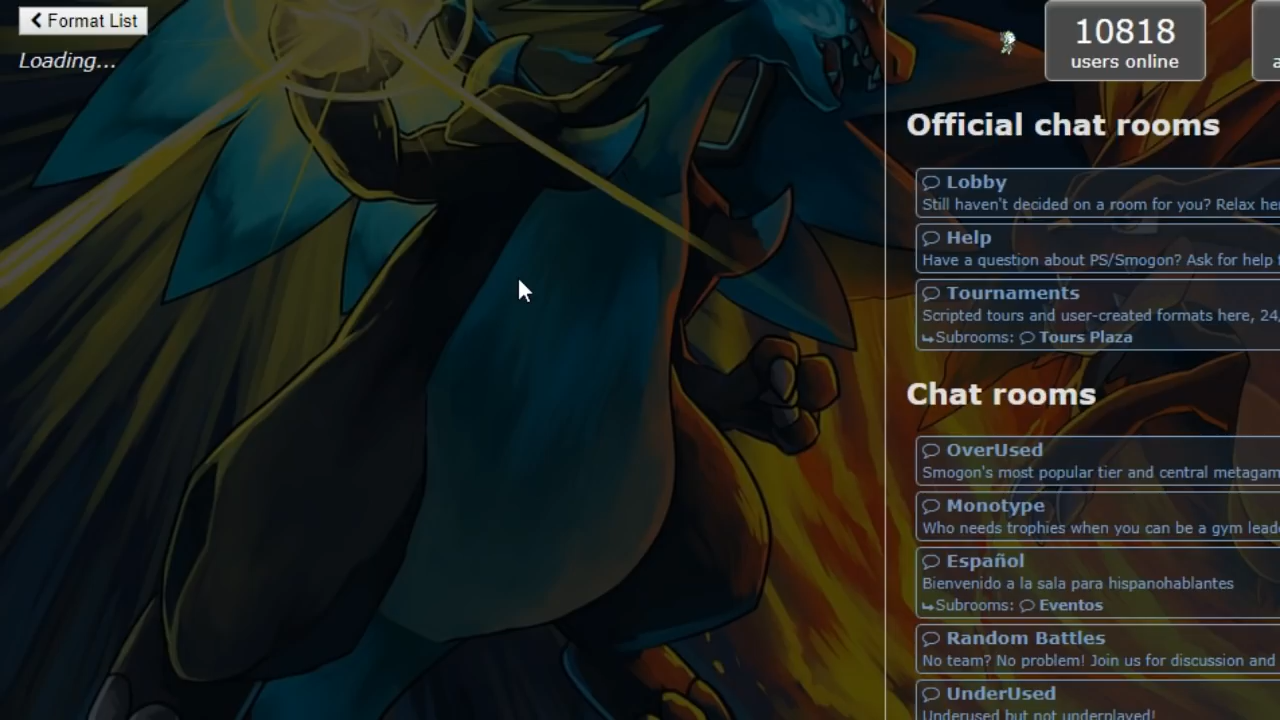 Format List
Loading...
10818
users online
Official chat rooms
Lobby
Still haven't decided on a room for you? Relax
Help
Have a question about PS/Smogon? Ask for help
Tournaments
Scripted tours and user-created formats here,
Subrooms: Tours Plaza
Chat rooms
OverUsed
Smogon's most popular tier and central
Monotype
Who needs trophies when you can be a gym
Español
Bienvenido a la sala para hispanohablantes
Subrooms: Eventos
Random Battles
No team? No problem! Join us for discussion and
UnderUsed
Underused but not underplayed!